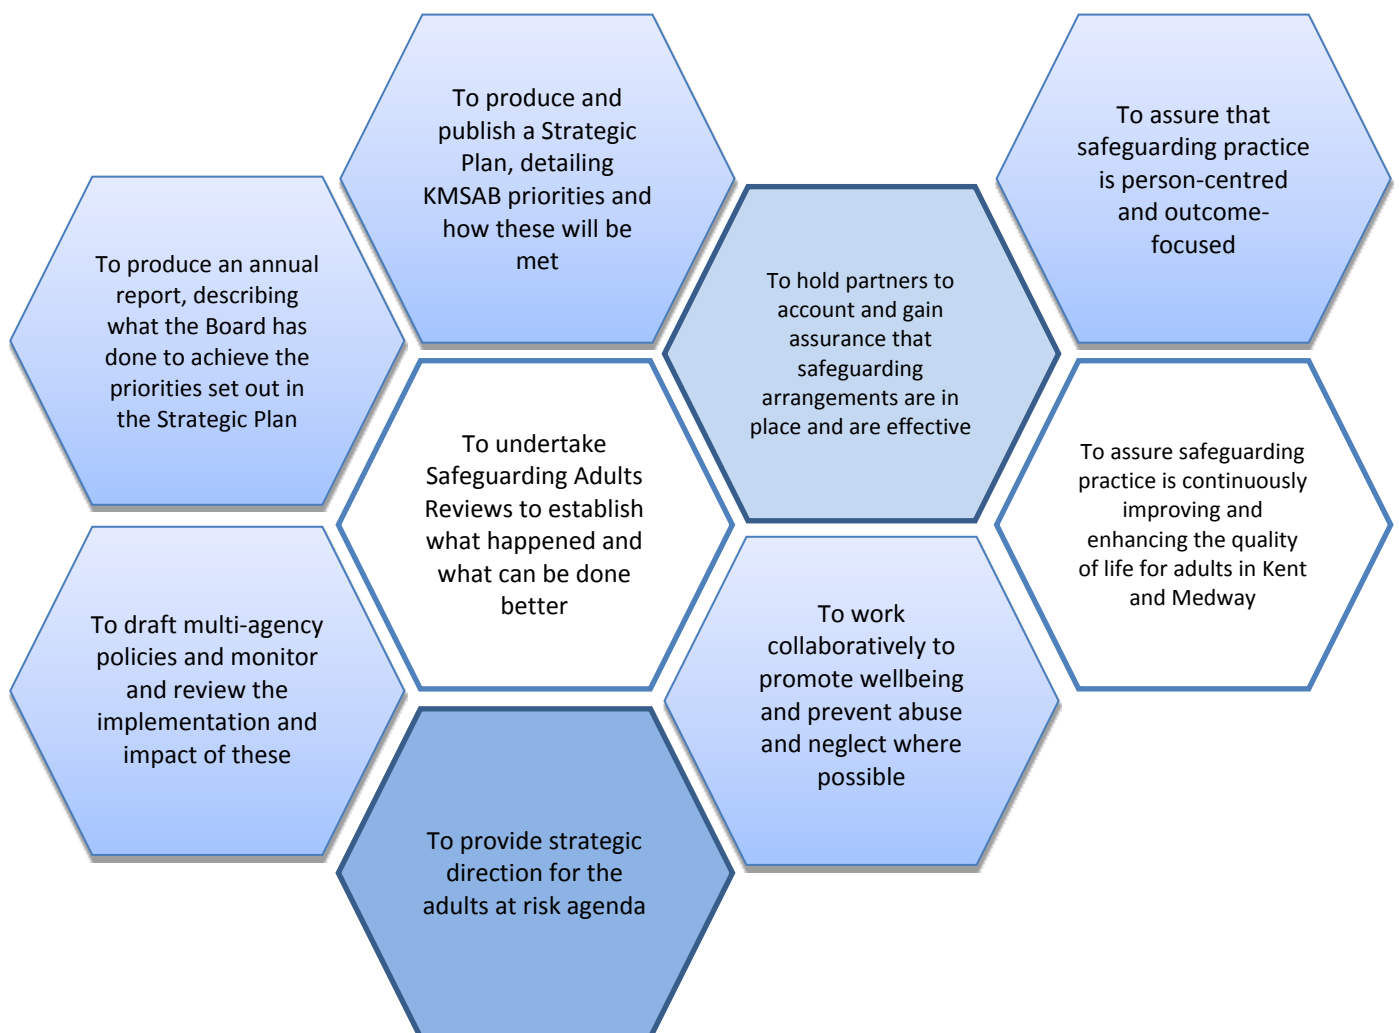 To produce and
publish a Strategic
Plan, detailing
KMSAB priorities and
how these will be
met
To assure that
safeguarding practice
is person-centred
and outcome-
focused
To produce an annual
report, describing
what the Board has
done to achieve the
priorities set out in
the Strategic Plan
To hold partners to
account and gain
assurance that
safeguarding
arrangements are in
place and are effective
To undertake
Safeguarding Adults
Reviews to establish
what happened and
what can be done
better
To assure safeguarding
practice is continuously
improving and
enhancing the quality
of life for adults in Kent
and Medway
To draft multi-agency
policies and monitor
and review the
implementation and
impact of these
To work
collaboratively to
promote wellbeing
and prevent abuse
and neglect where
possible
To provide strategic
direction for the
adults at risk agenda